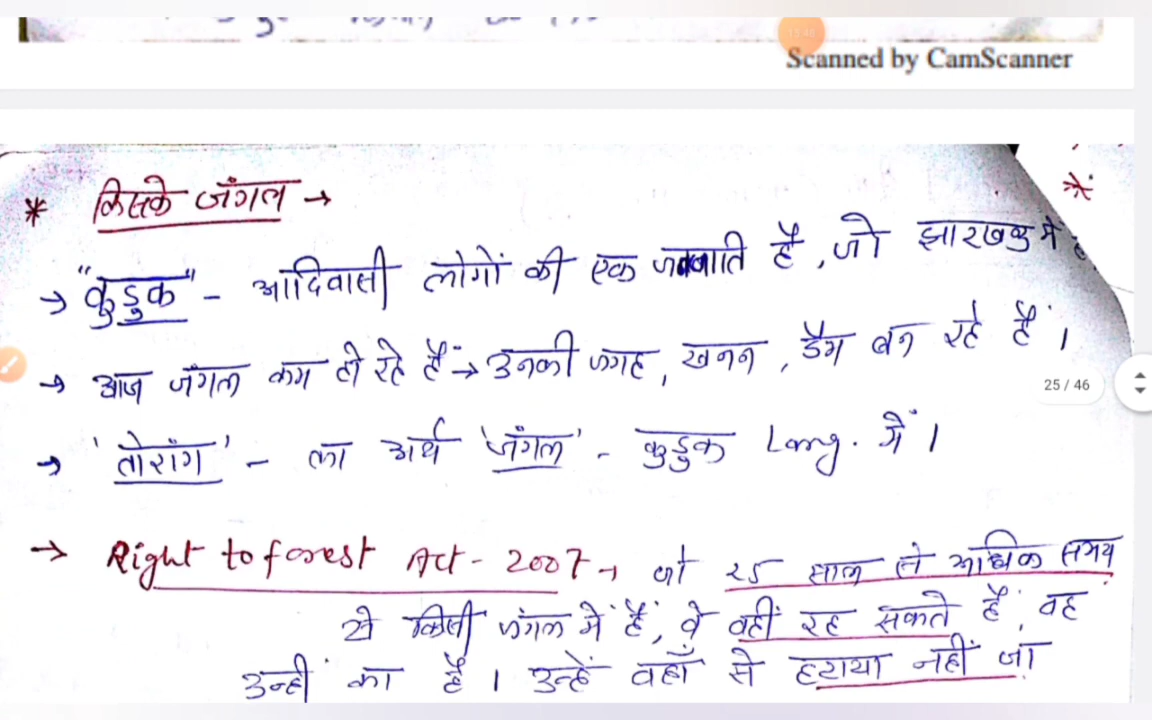 15:46
Scanned by CamScanner
* किसके जंगल →
→ "कुडुक" - आदिवासी लोगों की एक जनजाति है, जो झारखण्ड में
25 / 46
→ आज जंगल कम हो रहे हैं → उनकी जगह, खनन, डैम बन रहे हैं।
→ 'तोरांग' - का अर्थ 'जंगल' - कुडुक Lang. में।
→ Right to forest Act - 2007 → जो 25 साल से अधिक समय
से किसी जंगल में हैं, वे वहीं रह सकते हैं, वह
उन्हीं का है। उन्हें वहाँ से हटाया नहीं जा